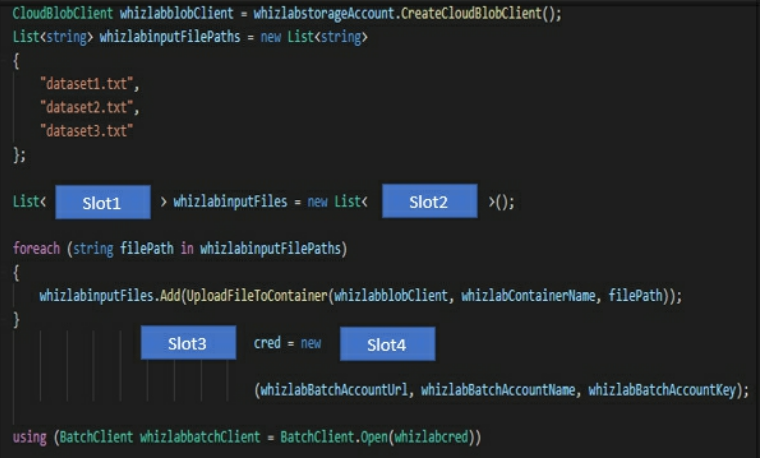 CloudBlobClient whizlabblobClient = whizlabstorageAccount.CreateCloudBlobClient();
List<string> whizlabinputFilePaths = new List<string>
{
"dataset1.txt",
"dataset2.txt",
"dataset3.txt"
};
List< Slot1 > whizlabinputFiles = new List< Slot2 >();
foreach (string filePath in whizlabinputFilePaths)
{
whizlabinputFiles.Add(UploadFileToContainer(whizlabblobClient, whizlabContainerName, filePath));
}
Slot3 cred = new Slot4
(whizlabBatchAccountUrl, whizlabBatchAccountName, whizlabBatchAccountKey);
using (BatchClient whizlabbatchClient = BatchClient.Open(whizlabcred))